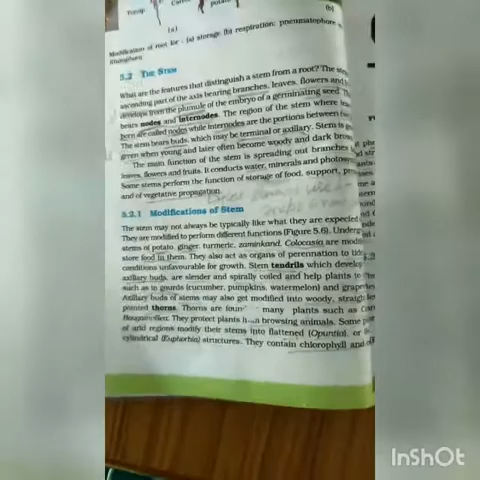 Turnip
(a)
(b)
Modification of root for : (a) storage (b) respiration: pneumatophore
Rhizophora
5.2 THE STEM
What are the features that distinguish a stem from a root? The stem
ascending part of the axis bearing branches, leaves, flowers and
develops from the plumule of the embryo of a germinating seed. The
bears nodes and internodes. The region of the stem where
born are called nodes while internodes are the portions between
The stem bears buds, which may be terminal or axillary. Stem is
green when young and later often become woody and dark
The main function of the stem is spreading out branches
leaves, flowers and fruits. It conducts water, minerals and
Some stems perform the function of storage of food, support,
and of vegetative propagation.
5.2.1 Modifications of Stem
The stem may not always be typically like what they are expected
They are modified to perform different functions (Figure 5.6).
stems of potato, ginger, turmeric, zaminkand, Colocasia are
store food in them. They also act as organs of perennation to tide
conditions unfavourable for growth. Stem tendrils which develop
axillary buds, are slender and spirally coiled and help plants to
such as in gourds (cucumber, pumpkins, watermelon) and
Axillary buds of stems may also get modified into woody, straight
pointed thorns. Thorns are many plants such as
Bougainvillea. They protect plants browsing animals. Some
of arid regions modify their stems into flattened (Opuntia), or
cylindrical (Euphorbia) structures. They contain chlorophyll and
InShOt